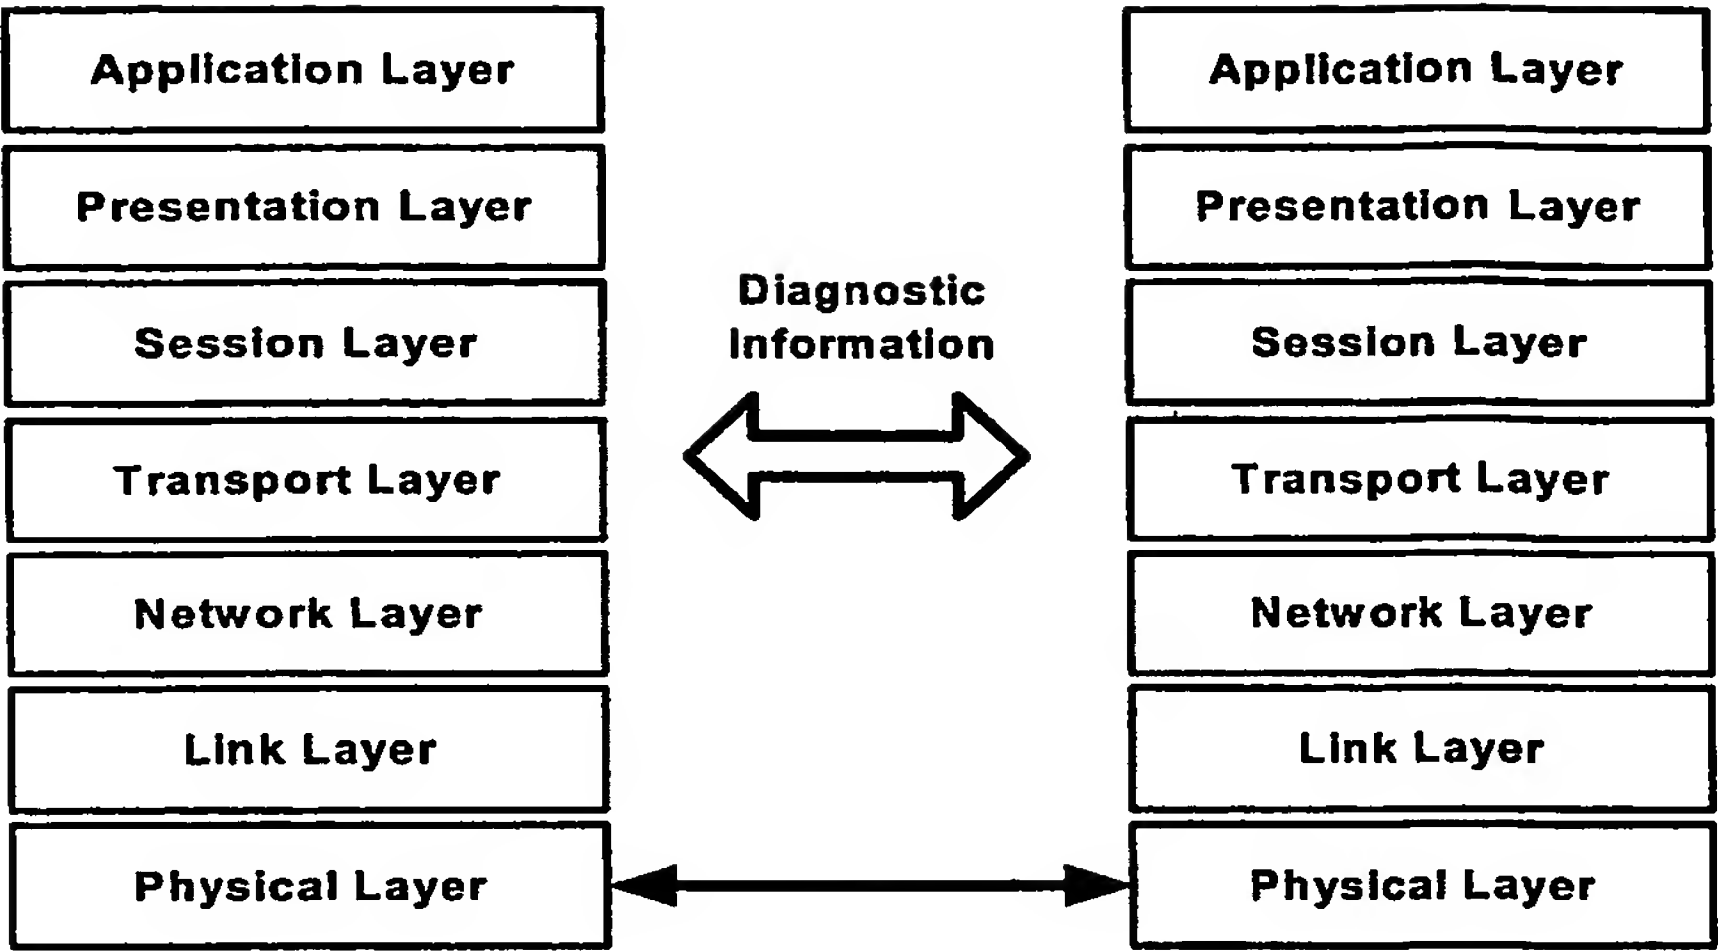 Application Layer
Presentation Layer
Session Layer
Transport Layer
Network Layer
Link Layer
Physical Layer
Diagnostic
Information
Application Layer
Presentation Layer
Session Layer
Transport Layer
Network Layer
Link Layer
Physical Layer